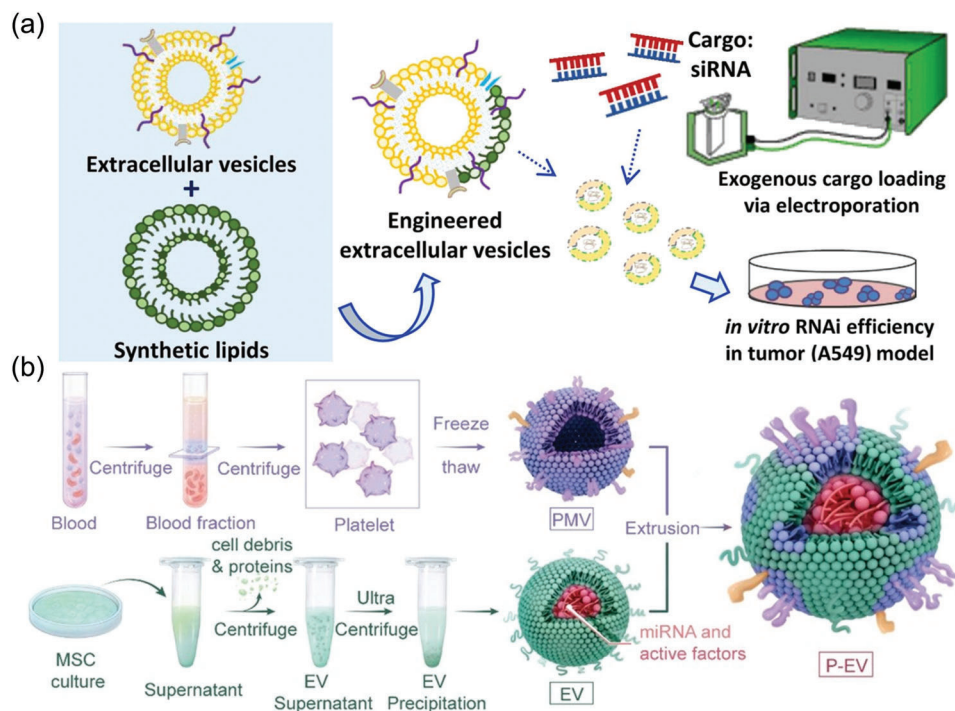 (a)
Extracellular vesicles
+
Synthetic lipids
Engineered
extracellular vesicles
Cargo:
siRNA
Exogenous cargo loading
via electroporation
in vitro RNAi efficiency
in tumor (A549) model
(b)
Blood
Centrifuge
Blood fraction
Centrifuge
Platelet
Freeze
thaw
PMV
Extrusion
P-EV
MSC
culture
Supernatant
cell debris
& proteins
Centrifuge
EV
Supernatant
Ultra
Centrifuge
EV
Precipitation
EV
miRNA and
active factors